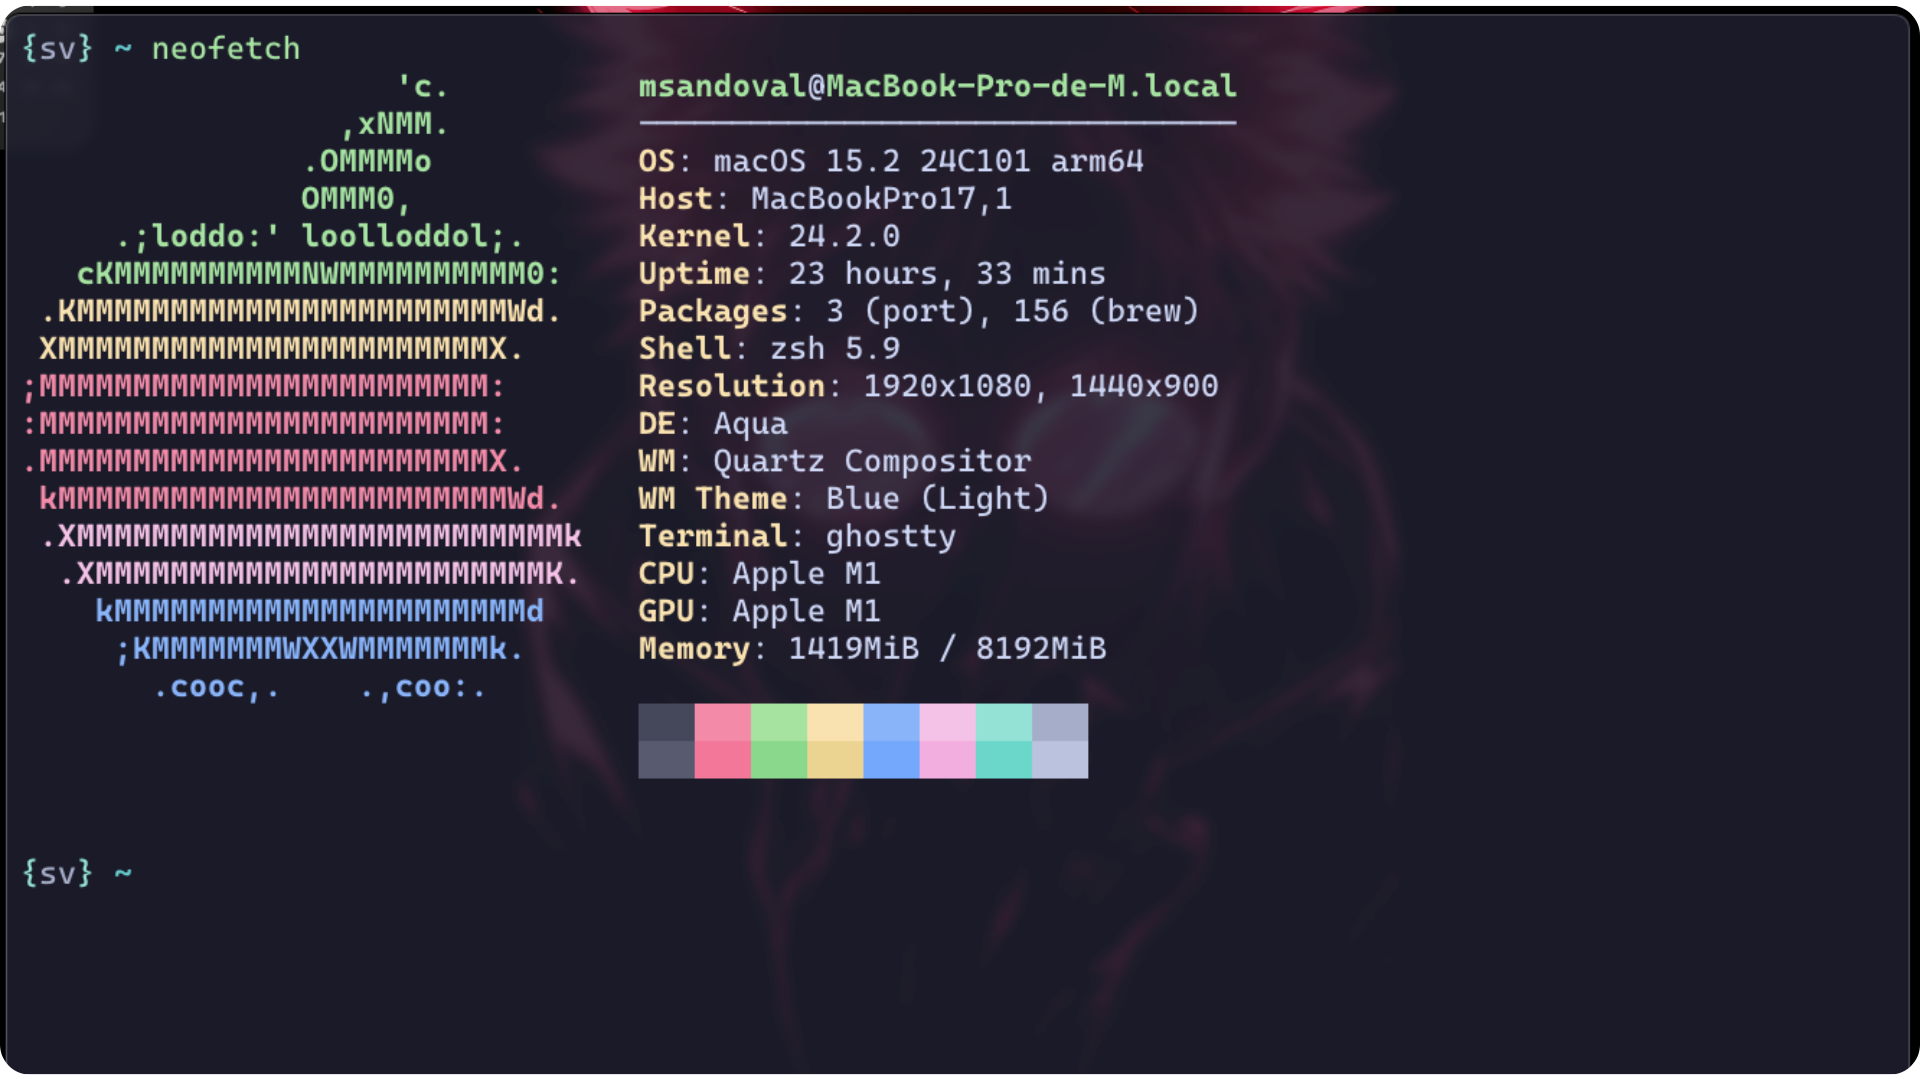 {sv} ~ neofetch
                    'c.          msandoval@MacBook-Pro-de-M.local
                 ,xNMM.          --------------------------------
               .OMMMMo           OS: macOS 15.2 24C101 arm64
               OMMM0,            Host: MacBookPro17,1
     .;loddo:' loolloddol;.      Kernel: 24.2.0
   cKMMMMMMMMMMNWMMMMMMMMMM0:    Uptime: 23 hours, 33 mins
 .KMMMMMMMMMMMMMMMMMMMMMMMWd.    Packages: 3 (port), 156 (brew)
 XMMMMMMMMMMMMMMMMMMMMMMMX.      Shell: zsh 5.9
;MMMMMMMMMMMMMMMMMMMMMMMM:       Resolution: 1920x1080, 1440x900
:MMMMMMMMMMMMMMMMMMMMMMMM:       DE: Aqua
.MMMMMMMMMMMMMMMMMMMMMMMMX.      WM: Quartz Compositor
 kMMMMMMMMMMMMMMMMMMMMMMMMWd.    WM Theme: Blue (Light)
 .XMMMMMMMMMMMMMMMMMMMMMMMMMMk   Terminal: ghostty
  .XMMMMMMMMMMMMMMMMMMMMMMMMK.   CPU: Apple M1
    kMMMMMMMMMMMMMMMMMMMMMMd     GPU: Apple M1
     ;KMMMMMMMWXXWMMMMMMMk.      Memory: 1419MiB / 8192MiB
       .cooc,.    .,coo:.
{sv} ~